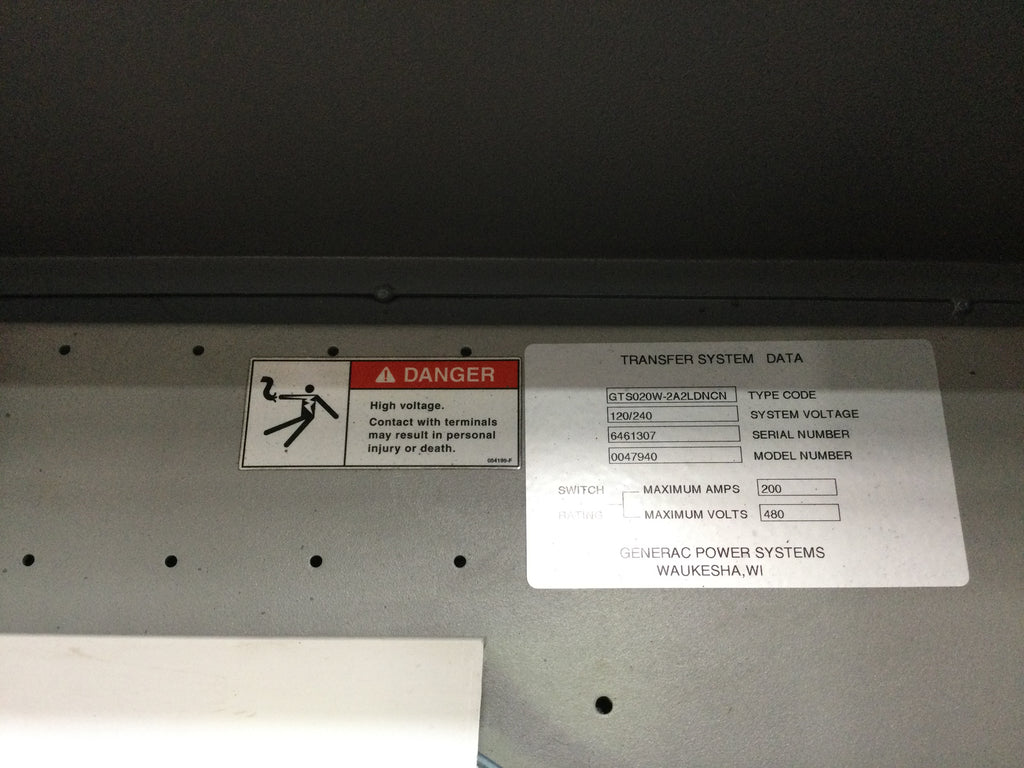 DANGER
High voltage.
Contact with terminals
may result in personal
injury or death.
TRANSFER SYSTEM DATA
GTS020W-2A2LDNCN TYPE CODE
120/240 SYSTEM VOLTAGE
6461307 SERIAL NUMBER
0047940 MODEL NUMBER
SWITCH MAXIMUM AMPS 200
RATING MAXIMUM VOLTS 480
GENERAC POWER SYSTEMS
WAUKESHA,WI